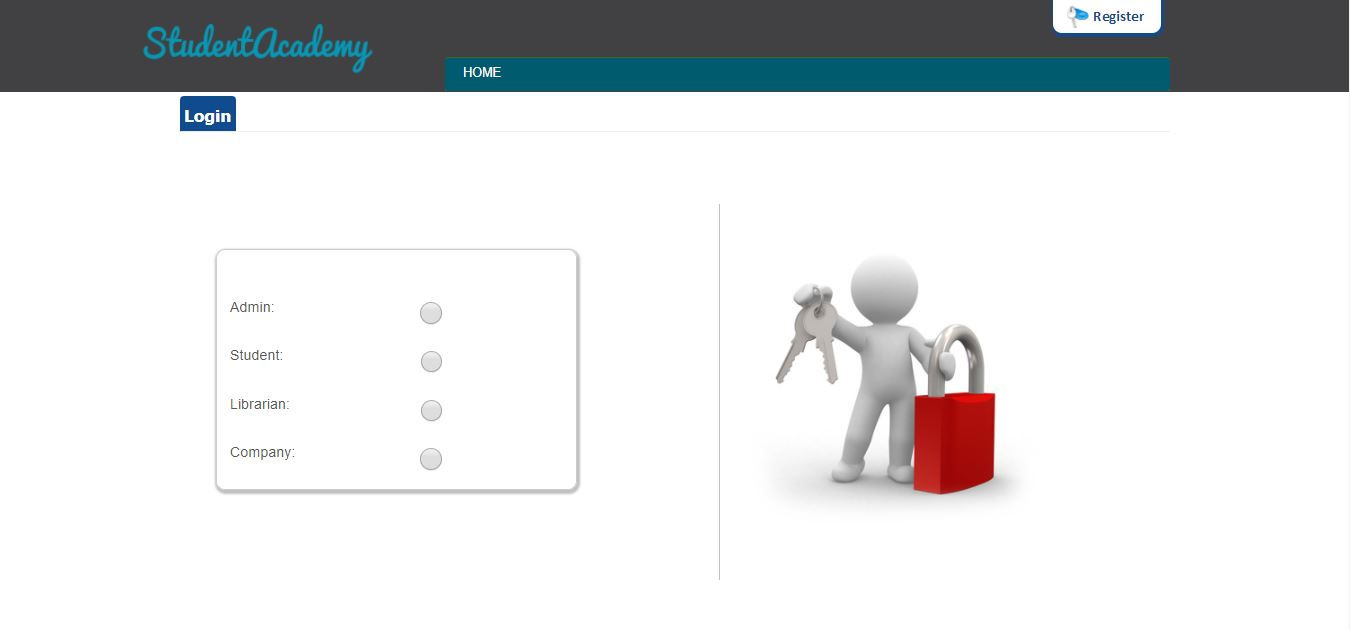 StudentAcademy
Register
HOME
Login
Admin:
Student:
Librarian:
Company: